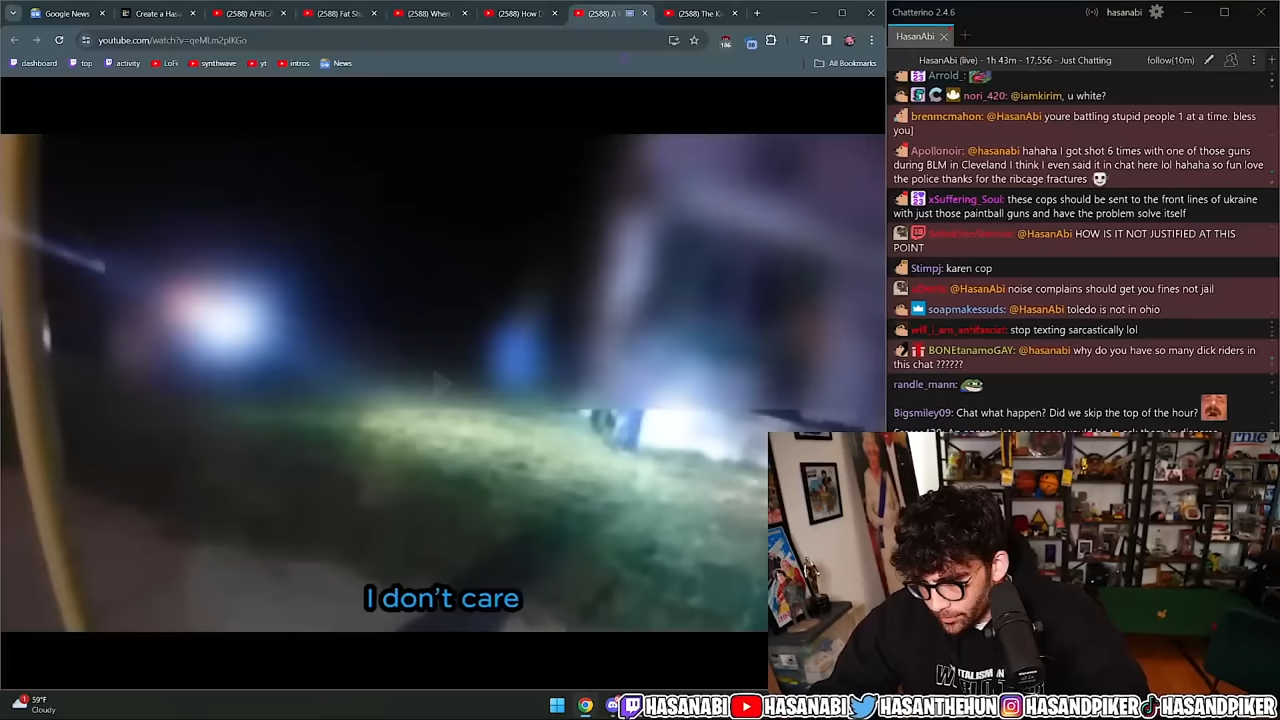 Google News
Create a Hasa
(2588) AFRIC
(2588) Fat Stu
(2588) When
(2588) How D
(2588) A
(2588) The K
youtube.com/watch?v=qeMLm2pIKGo
106
dashboard
top
activity
LoFi
synthwave
yt
intros
News
All Bookmarks
I don't care
Chatterino 2.4.6
hasanabi
HasanAbi
HasanAbi (live) - 1h 43m - 17,556 - Just Chatting
follow(10m)
Arrold_:
nori_420: @iamkirim, u white?
brenmcmahon: @HasanAbi youre battling stupid people 1 at a time. bless
you]
Apollonoir: @hasanabi hahaha I got shot 6 times with one of those guns
during BLM in Cleveland I think I even said it in chat here lol hahaha so fun love
the police thanks for the ribcage fractures
xSuffering_Soul: these cops should be sent to the front lines of ukraine
with just those paintball guns and have the problem solve itself
@HasanAbi HOW IS IT NOT JUSTIFIED AT THIS
POINT
Stimpj: karen cop
@HasanAbi noise complains should get you fines not jail
soapmakessuds: @HasanAbi toledo is not in ohio
will_i_am_antifascist: stop texting sarcastically lol
BONEtanamoGAY: @hasanabi why do you have so many dick riders in
this chat ??????
randle_mann:
Bigsmiley09: Chat what happen? Did we skip the top of the hour?
59°F
Cloudy
HASANABI
HASANABI
HASANTHEHUN
HASANDPIKER
HASANDPIKER